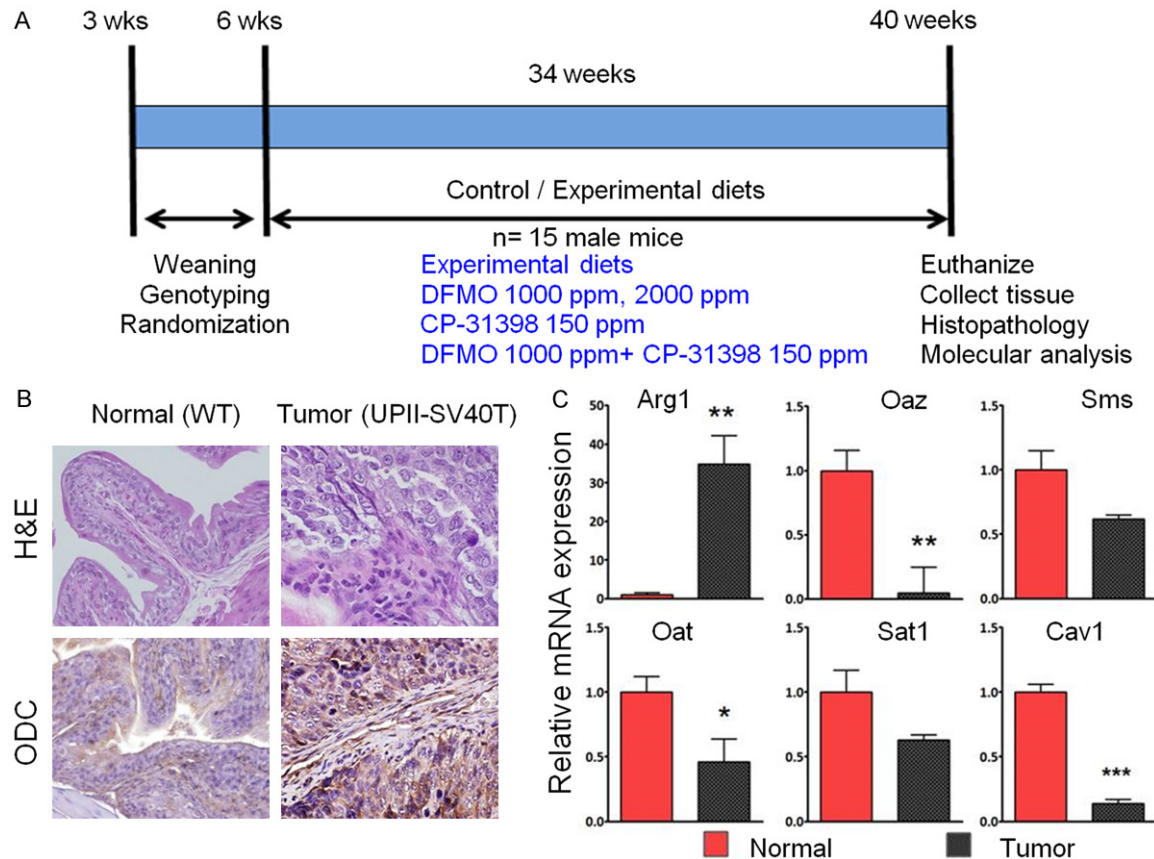 A
3 wks
6 wks
40 weeks
34 weeks
Control / Experimental diets
n= 15 male mice
Weaning
Genotyping
Randomization
Experimental diets
DFMO 1000 ppm, 2000 ppm
CP-31398 150 ppm
DFMO 1000 ppm+ CP-31398 150 ppm
Euthanize
Collect tissue
Histopathology
Molecular analysis
B
Normal (WT)
Tumor (UPII-SV40T)
H&E
ODC
C
Relative mRNA expression
Arg1
50
40
30
20
10
0
**
Oaz
1.5
1.0
0.5
0.0
**
Sms
1.5
1.0
0.5
0.0
Oat
1.5
1.0
0.5
0.0
*
Sat1
1.5
1.0
0.5
0.0
Cav1
1.5
1.0
0.5
0.0
***
Normal
Tumor